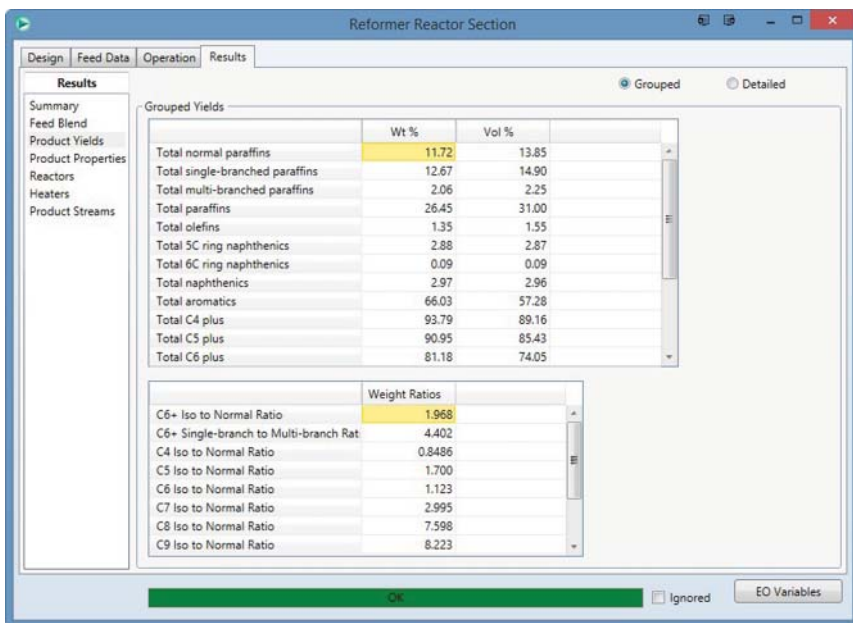 Reformer Reactor Section
Design Feed Data Operation Results
Results
Summary
Feed Blend
Product Yields
Product Properties
Reactors
Heaters
Product Streams
Grouped Detailed
Grouped Yields
Wt % Vol %
Total normal paraffins 11.72 13.85
Total single-branched paraffins 12.67 14.90
Total multi-branched paraffins 2.06 2.25
Total paraffins 26.45 31.00
Total olefins 1.35 1.55
Total 5C ring naphthenics 2.88 2.87
Total 6C ring naphthenics 0.09 0.09
Total naphthenics 2.97 2.96
Total aromatics 66.03 57.28
Total C4 plus 93.79 89.16
Total C5 plus 90.95 85.43
Total C6 plus 81.18 74.05
Weight Ratios
C6+ Iso to Normal Ratio 1.968
C6+ Single-branch to Multi-branch Rat 4.402
C4 Iso to Normal Ratio 0.8486
C5 Iso to Normal Ratio 1.700
C6 Iso to Normal Ratio 1.123
C7 Iso to Normal Ratio 2.995
C8 Iso to Normal Ratio 7.598
C9 Iso to Normal Ratio 8.223
OK Ignored EO Variables